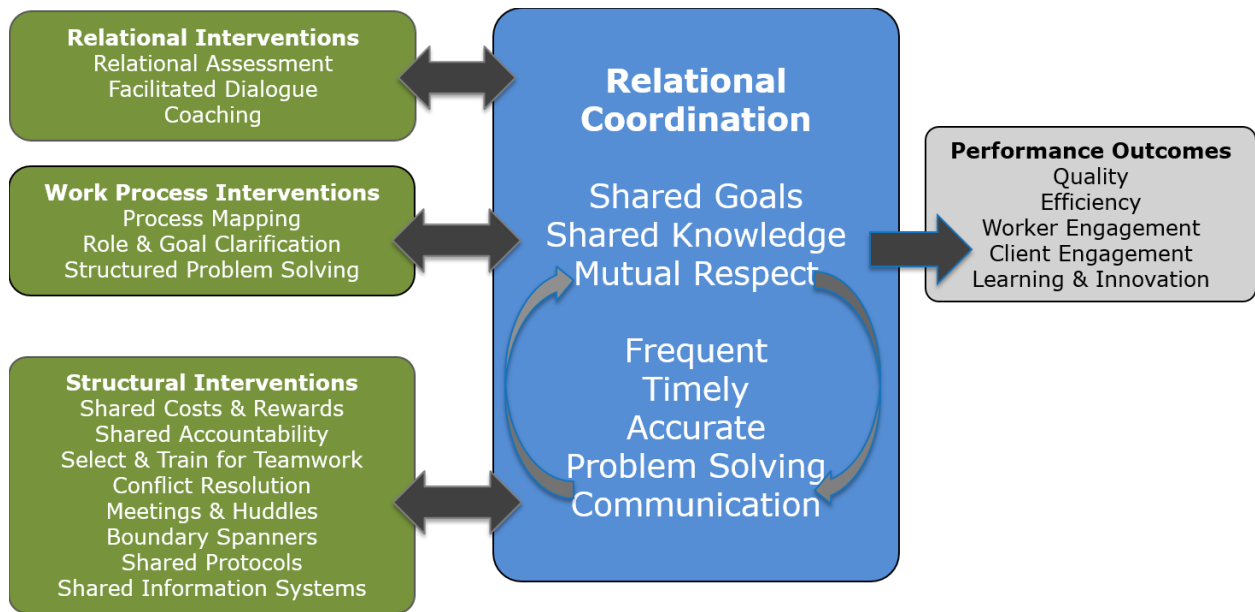 Relational Interventions
Relational Assessment
Facilitated Dialogue
Coaching
Work Process Interventions
Process Mapping
Role & Goal Clarification
Structured Problem Solving
Structural Interventions
Shared Costs & Rewards
Shared Accountability
Select & Train for Teamwork
Conflict Resolution
Meetings & Huddles
Boundary Spanners
Shared Protocols
Shared Information Systems
Relational
Coordination
Shared Goals
Shared Knowledge
Mutual Respect
Frequent
Timely
Accurate
Problem Solving
Communication
Performance Outcomes
Quality
Efficiency
Worker Engagement
Client Engagement
Learning & Innovation